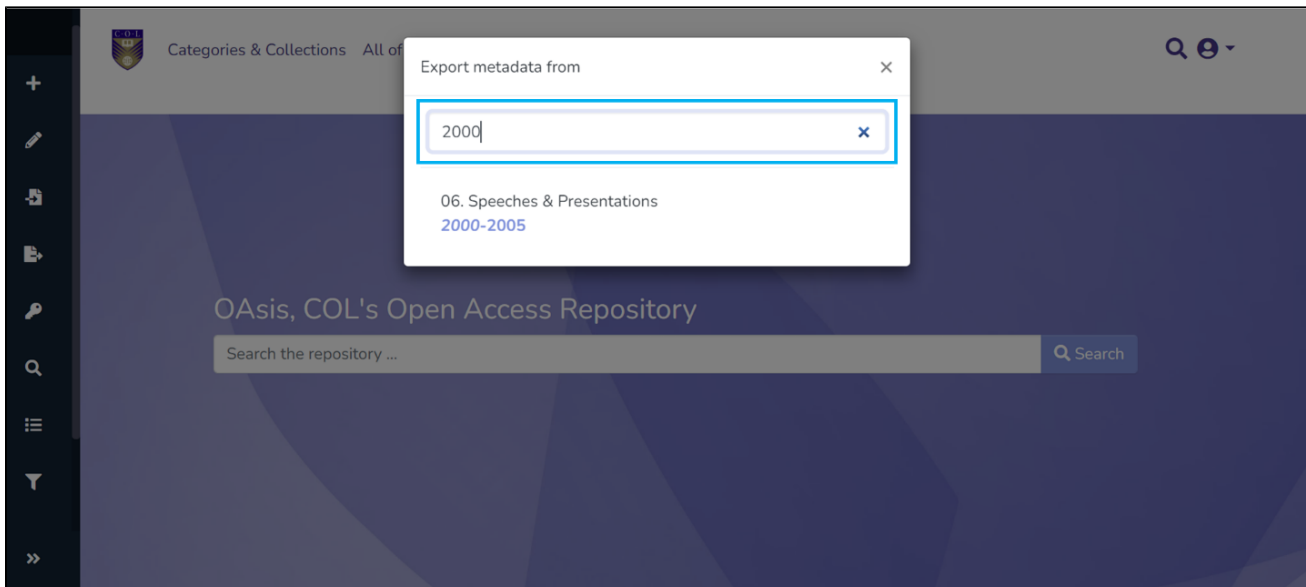 C·O·L
Categories & Collections All of
Export metadata from
2000
06. Speeches & Presentations
2000-2005
OAsis, COL's Open Access Repository
Search the repository ...
Search